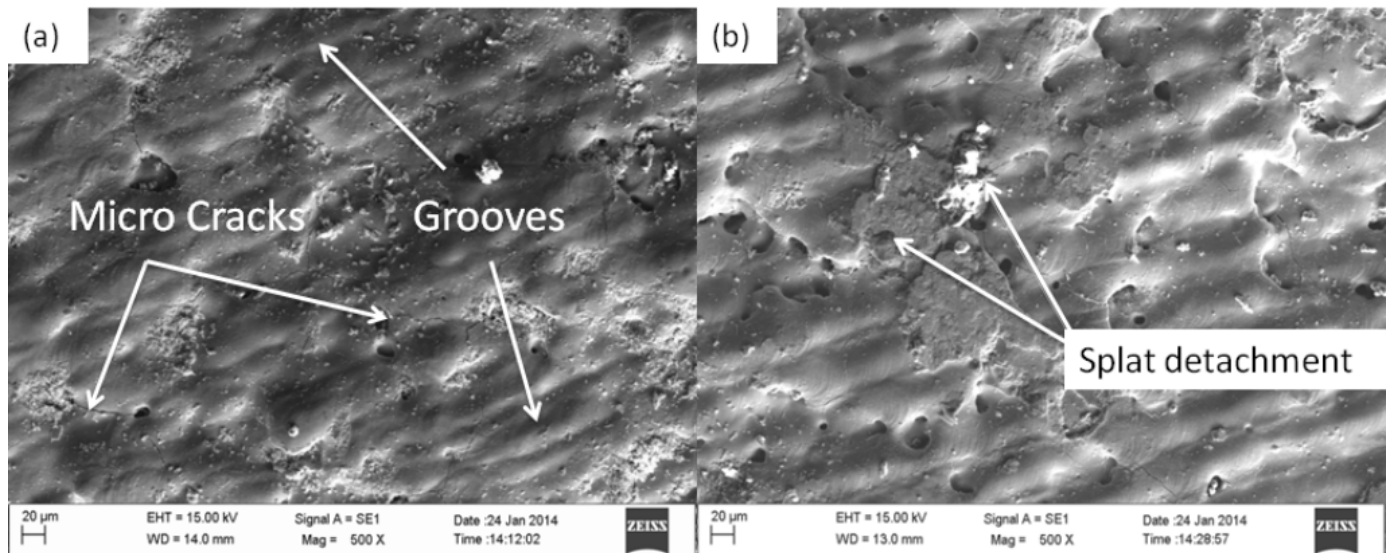 (a)
Micro Cracks
Grooves
20 µm
EHT = 15.00 kV
WD = 14.0 mm
Signal A = SE1
Mag = 500 X
Date :24 Jan 2014
Time :14:12:02
ZEISS
(b)
Splat detachment
20 µm
EHT = 15.00 kV
WD = 13.0 mm
Signal A = SE1
Mag = 500 X
Date :24 Jan 2014
Time :14:28:57
ZEISS